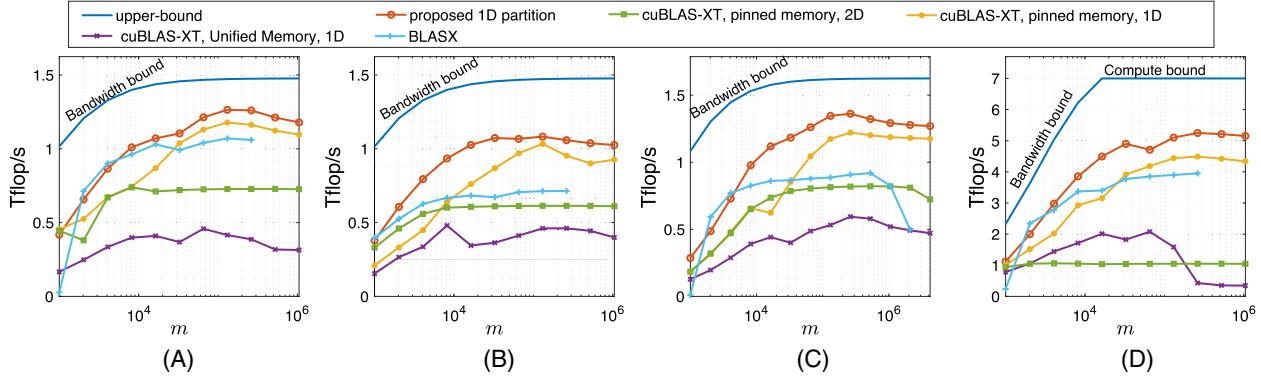 upper-bound proposed 1D partition cuBLAS-XT, pinned memory, 2D cuBLAS-XT, pinned memory, 1D
cuBLAS-XT, Unified Memory, 1D BLASX
Tflop/s
1.5
1
0.5
0
Bandwidth bound
10^4 10^6
m
(A)
Tflop/s
1.5
1
0.5
0
Bandwidth bound
10^4 10^6
m
(B)
Tflop/s
1.5
1
0.5
0
Bandwidth bound
10^4 10^6
m
(C)
Tflop/s
7
6
5
4
3
2
1
0
Bandwidth bound
Compute bound
10^4 10^6
m
(D)